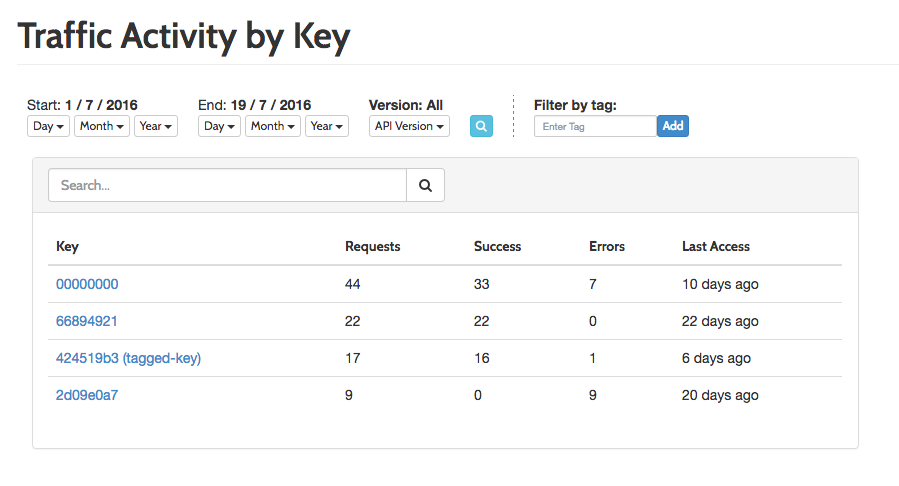 Traffic Activity by Key
Start: 1 / 7 / 2016 End: 19 / 7 / 2016 Version: All Filter by tag:
Day Month Year Day Month Year API Version Enter Tag Add
Search...
Key Requests Success Errors Last Access
00000000 44 33 7 10 days ago
66894921 22 22 0 22 days ago
424519b3 (tagged-key) 17 16 1 6 days ago
2d09e0a7 9 0 9 20 days ago